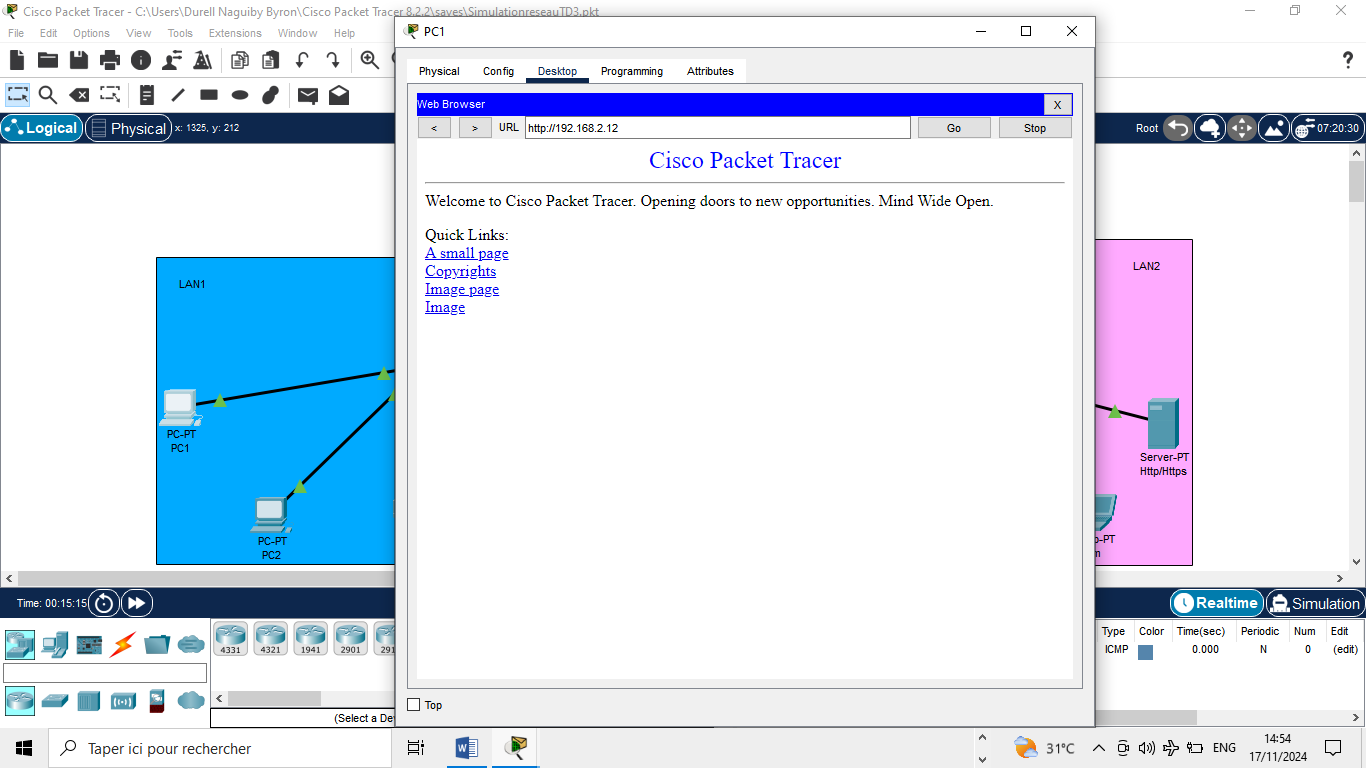 Cisco Packet Tracer - C:\Users\Durell Naguiby Byron\Cisco Packet Tracer 8.2.2\saves\SimulationreseauTD3.pkt
File Edit Options View Tools Extensions Window Help
PC1
Physical Config Desktop Programming Attributes
Web Browser X
< > URL http://192.168.2.12 Go Stop
Logical Physical x: 1325, y: 212
Root 07:20:30
Cisco Packet Tracer
Welcome to Cisco Packet Tracer. Opening doors to new opportunities. Mind Wide Open.
Quick Links:
A small page
Copyrights
Image page
Image
LAN1
PC-PT
PC1
PC-PT
PC2
LAN2
Server-PT
Http/Https
-PT
Time: 00:15:15
Realtime Simulation
4331 4321 1941 2901 291
(Select a Dev
Type Color Time(sec) Periodic Num Edit
ICMP 0.000 N 0 (edit)
Top
Taper ici pour rechercher
31°C ENG 14:54
17/11/2024